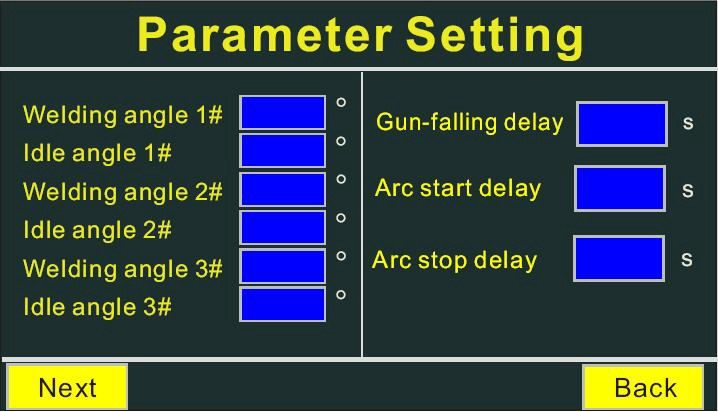 Parameter Setting
Welding angle 1# °
Idle angle 1# °
Welding angle 2# °
Idle angle 2# °
Welding angle 3# °
Idle angle 3# °
Gun-falling delay s
Arc start delay s
Arc stop delay s
Next
Back